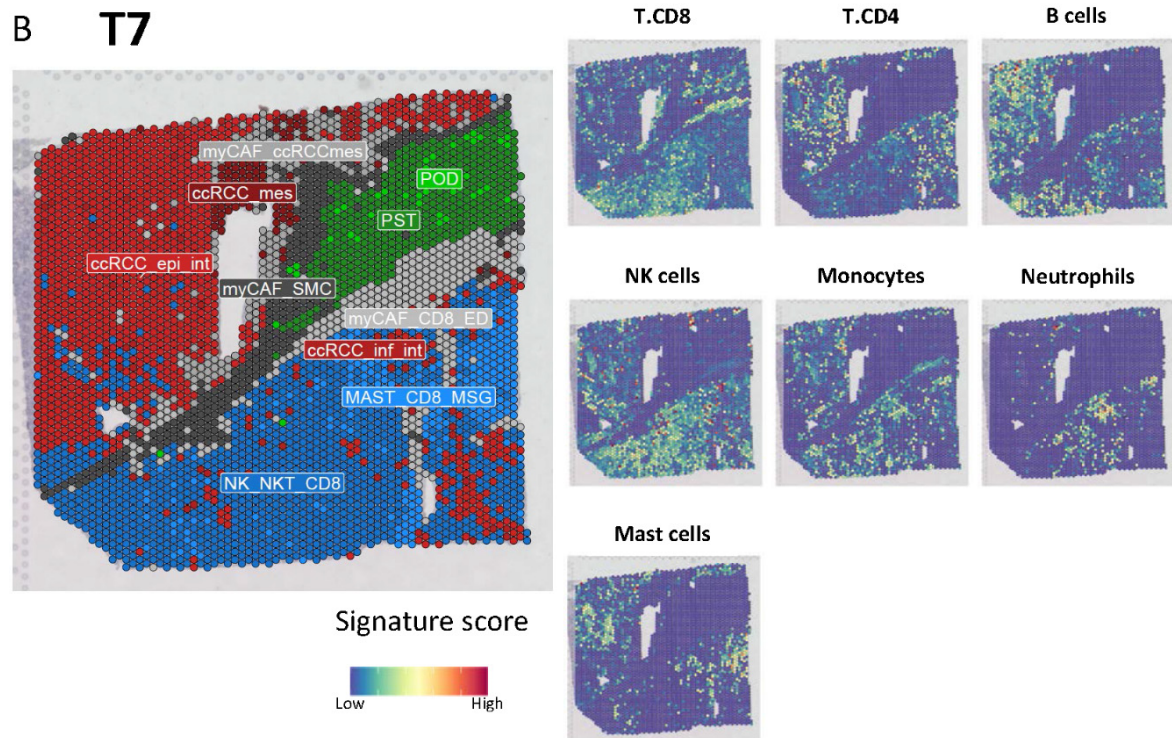 B T7
T.CD8
T.CD4
B cells
myCAF_ccRCCmes
ccRCC_mes
POD
PST
ccRCC_epi_int
myCAF_SMC
myCAF_CD8_ED
ccRCC_inf_int
MAST_CD8_MSG
NK_NKT_CD8
NK cells
Monocytes
Neutrophils
Mast cells
Signature score
Low
High